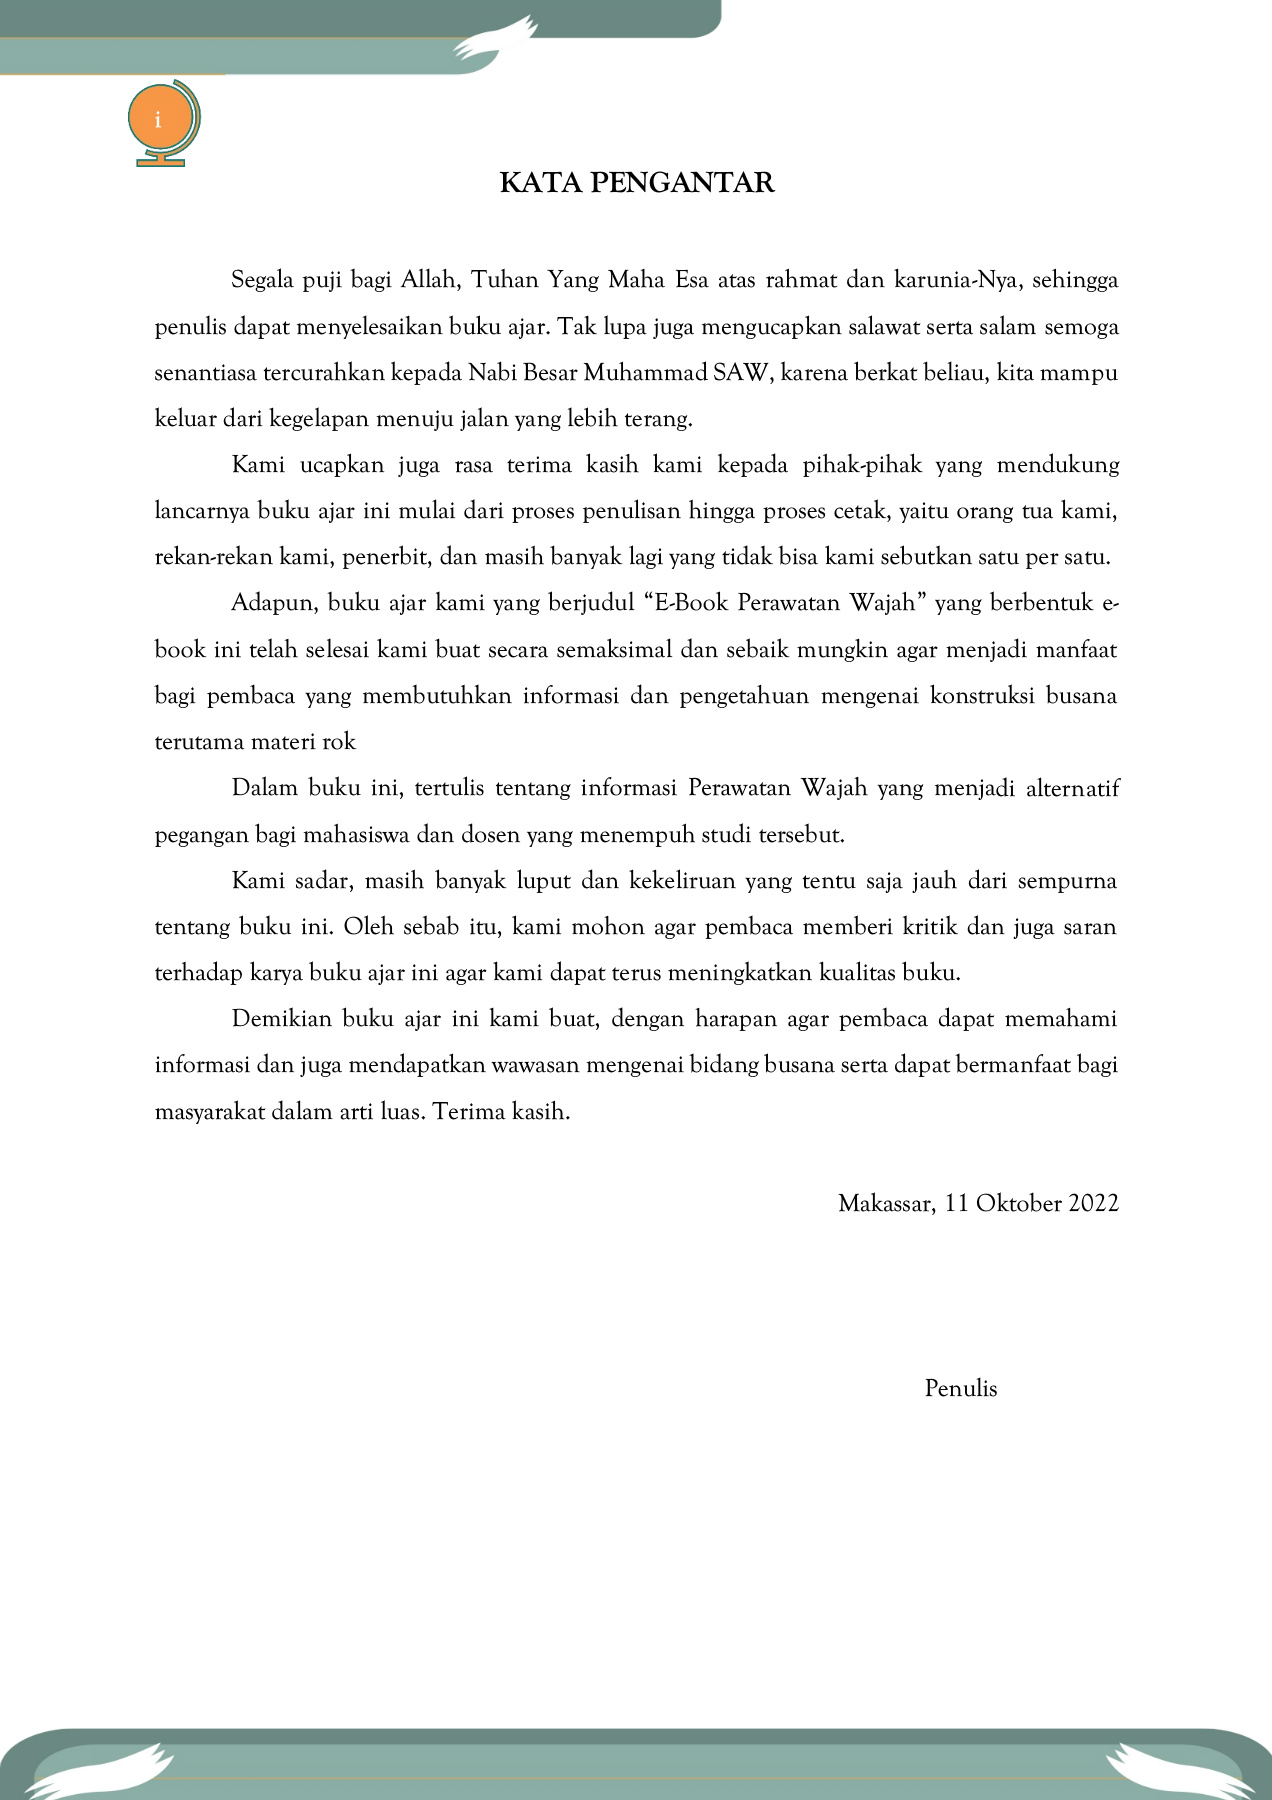 i
KATA PENGANTAR
Segala puji bagi Allah, Tuhan Yang Maha Esa atas rahmat dan karunia-Nya, sehingga
penulis dapat menyelesaikan buku ajar. Tak lupa juga mengucapkan salawat serta salam semoga
senantiasa tercurahkan kepada Nabi Besar Muhammad SAW, karena berkat beliau, kita mampu
keluar dari kegelapan menuju jalan yang lebih terang.
Kami ucapkan juga rasa terima kasih kami kepada pihak-pihak yang mendukung
lancarnya buku ajar ini mulai dari proses penulisan hingga proses cetak, yaitu orang tua kami,
rekan-rekan kami, penerbit, dan masih banyak lagi yang tidak bisa kami sebutkan satu per satu.
Adapun, buku ajar kami yang berjudul “E-Book Perawatan Wajah” yang berbentuk e-
book ini telah selesai kami buat secara semaksimal dan sebaik mungkin agar menjadi manfaat
bagi pembaca yang membutuhkan informasi dan pengetahuan mengenai konstruksi busana
terutama materi rok
Dalam buku ini, tertulis tentang informasi Perawatan Wajah yang menjadi alternatif
pegangan bagi mahasiswa dan dosen yang menempuh studi tersebut.
Kami sadar, masih banyak luput dan kekeliruan yang tentu saja jauh dari sempurna
tentang buku ini. Oleh sebab itu, kami mohon agar pembaca memberi kritik dan juga saran
terhadap karya buku ajar ini agar kami dapat terus meningkatkan kualitas buku.
Demikian buku ajar ini kami buat, dengan harapan agar pembaca dapat memahami
informasi dan juga mendapatkan wawasan mengenai bidang busana serta dapat bermanfaat bagi
masyarakat dalam arti luas. Terima kasih.
Makassar, 11 Oktober 2022
Penulis